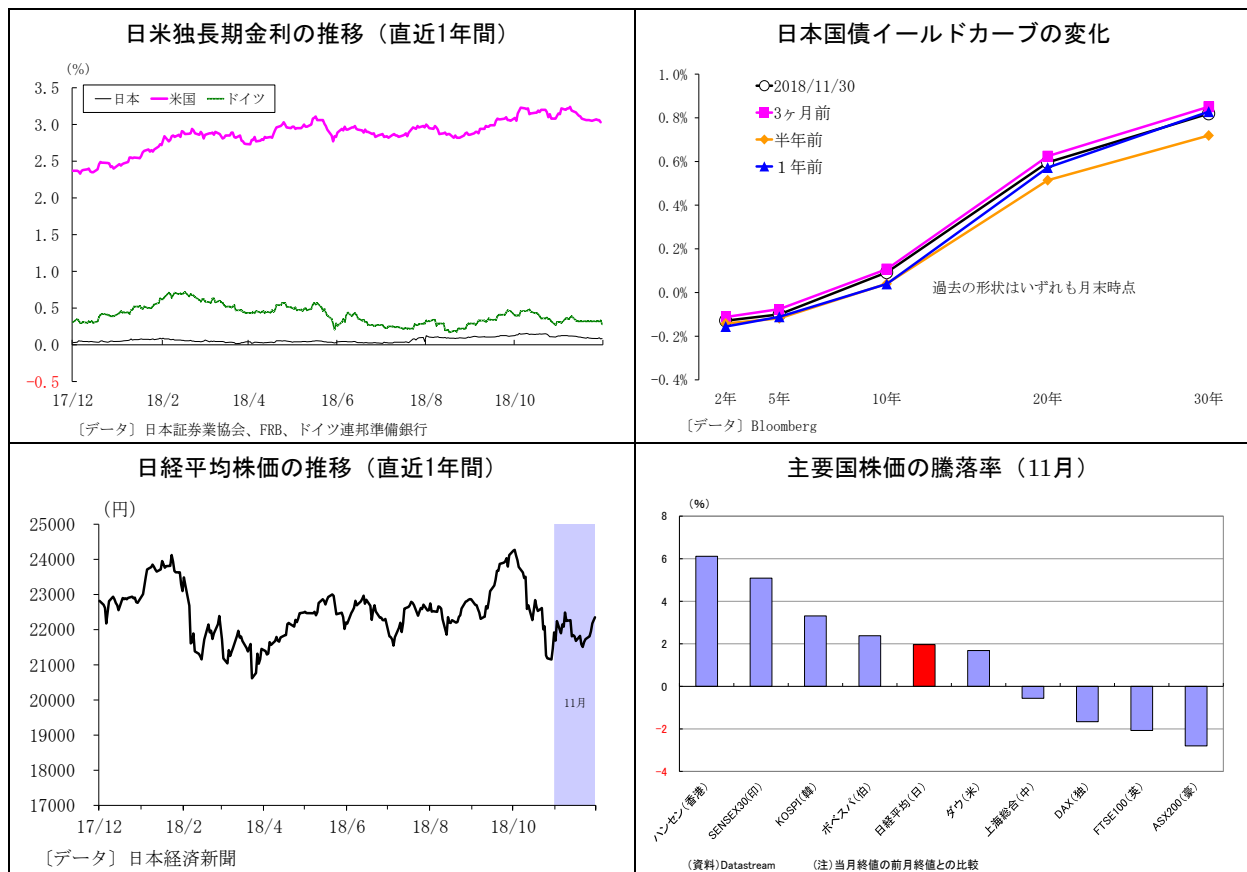 日米独長期金利の推移（直近1年間）
(%)
日本 米国 ドイツ
3.5
3.0
2.5
2.0
1.5
1.0
0.5
0.0
-0.5
17/12 18/2 18/4 18/6 18/8 18/10
〔データ〕日本証券業協会、FRB、ドイツ連邦準備銀行
日本国債イールドカーブの変化
1.0%
0.8%
0.6%
0.4%
0.2%
0.0%
-0.2%
-0.4%
2018/11/30
3ヶ月前
半年前
１年前
過去の形状はいずれも月末時点
2年 5年 10年 20年 30年
〔データ〕Bloomberg
日経平均株価の推移（直近1年間）
(円)
25000
24000
23000
22000
21000
20000
19000
18000
17000
11月
17/12 18/2 18/4 18/6 18/8 18/10
〔データ〕日本経済新聞
主要国株価の騰落率（11月）
(%)
8
6
4
2
0
-2
-4
ハンセン(香港) SENSEX30(印) KOSPI(韓) ボベスパ(伯) 日経平均(日) ダウ(米) 上海総合(中) DAX(独) FTSE100(英) ASX200(豪)
(資料)Datastream (注)当月終値の前月終値との比較